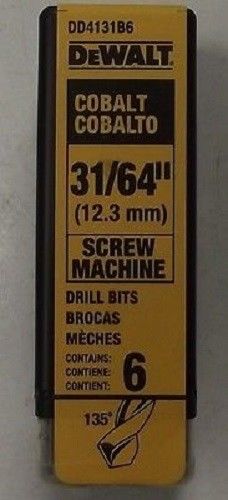 DD4131B6
DEWALT®
COBALT
COBALTO
31/64"
(12.3 mm)
SCREW
MACHINE
DRILL BITS
BROCAS
MÈCHES
CONTAINS:
CONTIENE:
CONTIENT:
6
135°